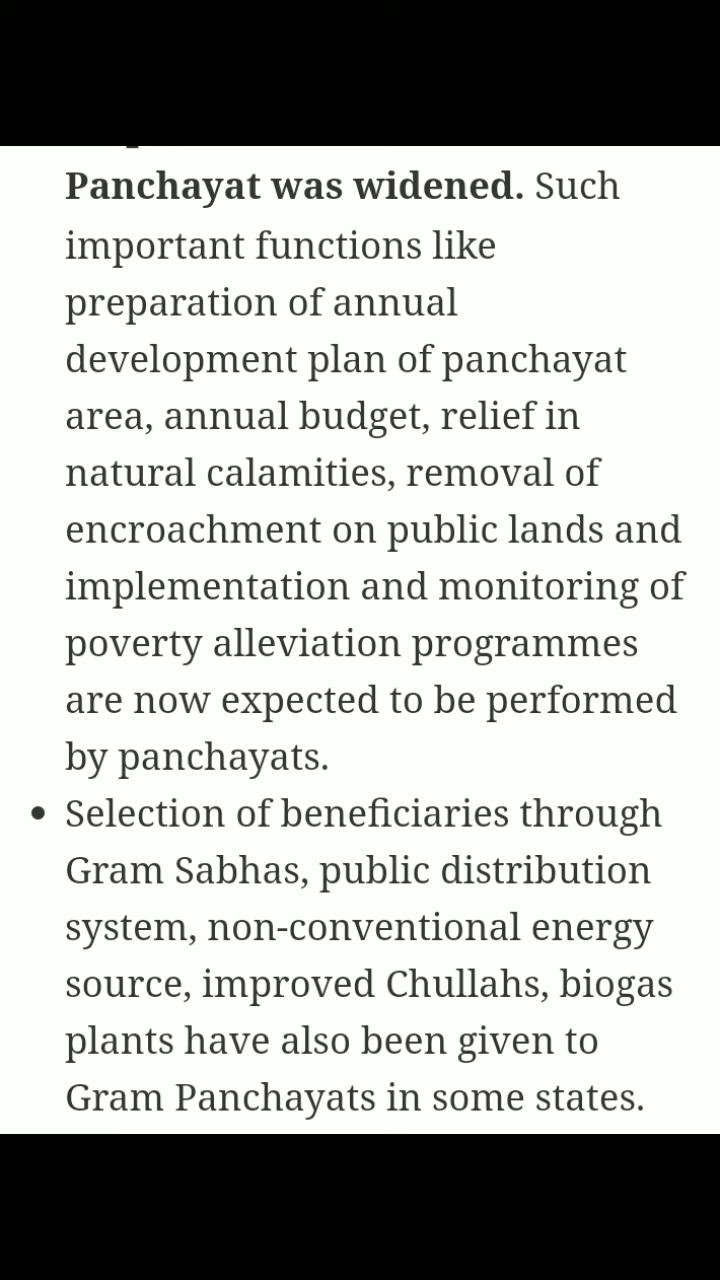 Panchayat was widened. Such
important functions like
preparation of annual
development plan of panchayat
area, annual budget, relief in
natural calamities, removal of
encroachment on public lands and
implementation and monitoring of
poverty alleviation programmes
are now expected to be performed
by panchayats.
• Selection of beneficiaries through
Gram Sabhas, public distribution
system, non-conventional energy
source, improved Chullahs, biogas
plants have also been given to
Gram Panchayats in some states.